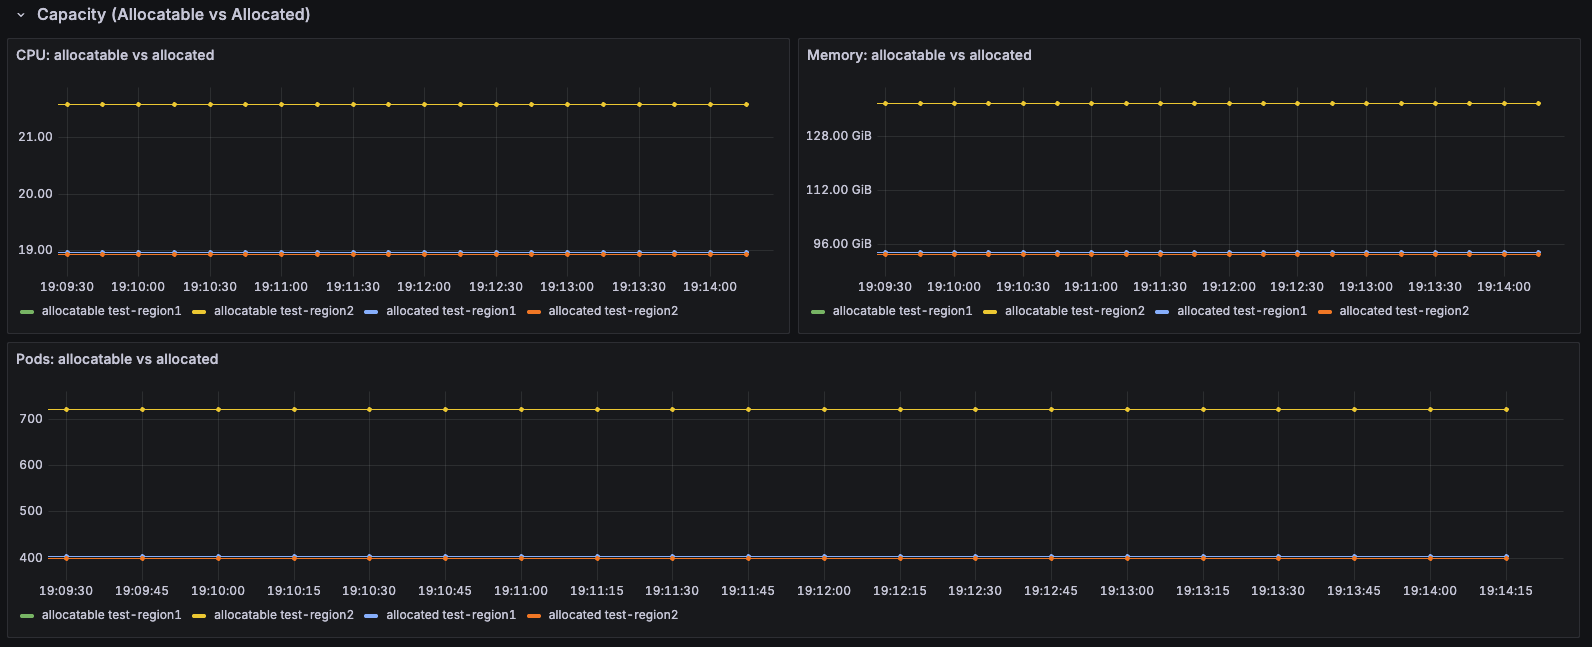 Capacity (Allocatable vs Allocated)
CPU: allocatable vs allocated
21.00
20.00
19.00
19:09:30 19:10:00 19:10:30 19:11:00 19:11:30 19:12:00 19:12:30 19:13:00 19:13:30 19:14:00
allocatable test-region1 allocatable test-region2 allocated test-region1 allocated test-region2
Memory: allocatable vs allocated
128.00 GiB
112.00 GiB
96.00 GiB
19:09:30 19:10:00 19:10:30 19:11:00 19:11:30 19:12:00 19:12:30 19:13:00 19:13:30 19:14:00
allocatable test-region1 allocatable test-region2 allocated test-region1 allocated test-region2
Pods: allocatable vs allocated
700
600
500
400
19:09:30 19:09:45 19:10:00 19:10:15 19:10:30 19:10:45 19:11:00 19:11:15 19:11:30 19:11:45 19:12:00 19:12:15 19:12:30 19:12:45 19:13:00 19:13:15 19:13:30 19:13:45 19:14:00 19:14:15
allocatable test-region1 allocatable test-region2 allocated test-region1 allocated test-region2